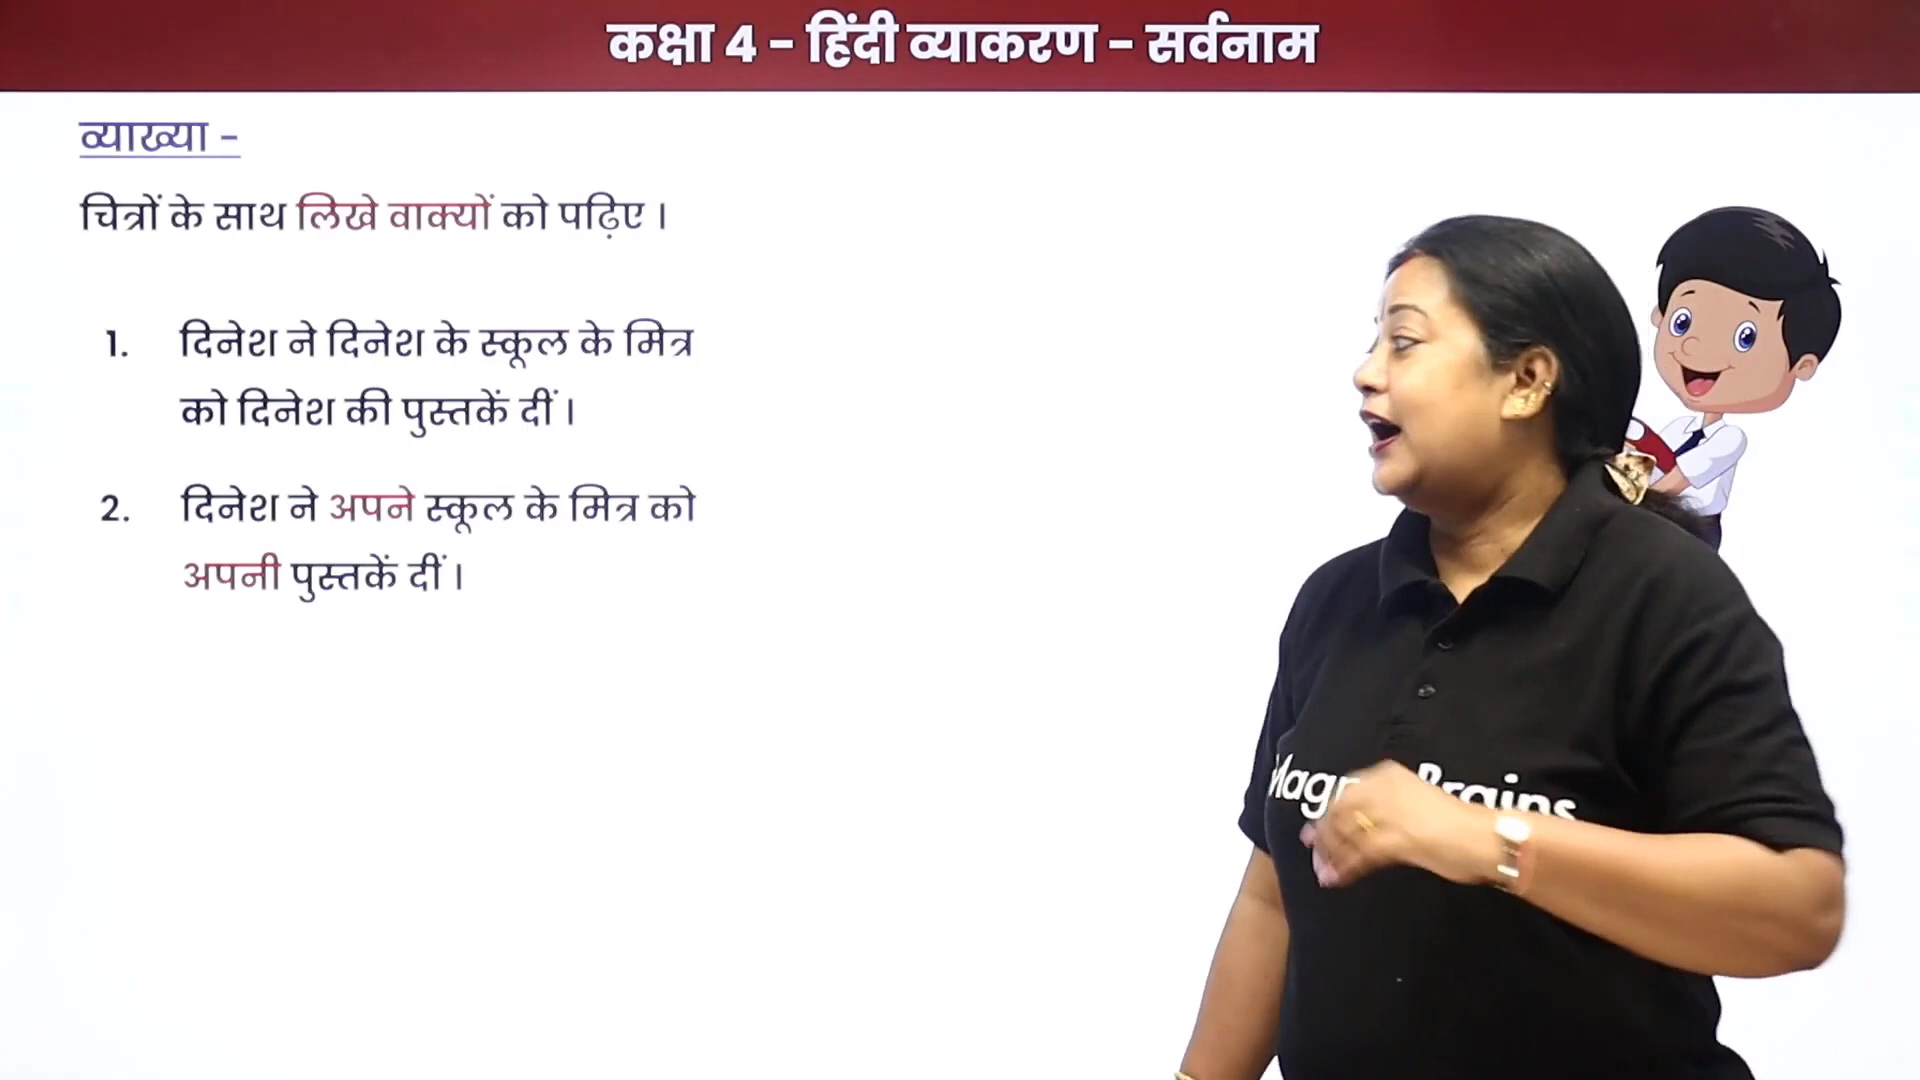 कक्षा 4 - हिंदी व्याकरण - सर्वनाम
व्याख्या -
चित्रों के साथ लिखे वाक्यों को पढ़िए ।
1. दिनेश ने दिनेश के स्कूल के मित्र
को दिनेश की पुस्तकें दीं ।
2. दिनेश ने अपने स्कूल के मित्र को
अपनी पुस्तकें दीं ।